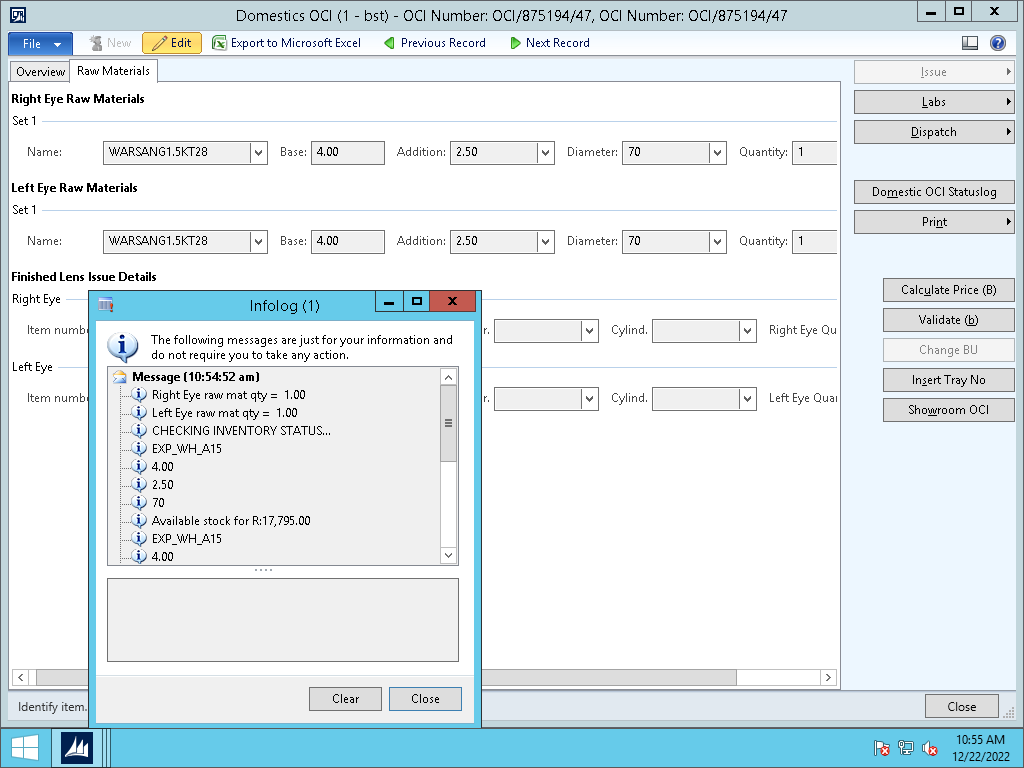 Domestics OCI (1 - bst) - OCI Number: OCI/875194/47, OCI Number: OCI/875194/47
File New Edit Export to Microsoft Excel Previous Record Next Record
Overview Raw Materials
Right Eye Raw Materials
Set 1
Name: WARSANG1.5KT28 Base: 4.00 Addition: 2.50 Diameter: 70 Quantity: 1
Left Eye Raw Materials
Set 1
Name: WARSANG1.5KT28 Base: 4.00 Addition: 2.50 Diameter: 70 Quantity: 1
Finished Lens Issue Details
Right Eye
Item numbe r. Cylind. Right Eye Qu
Left Eye
Item numbe r. Cylind. Left Eye Quar
Issue
Labs
Dispatch
Domestic OCI Statuslog
Print
Calculate Price (B)
Validate (b)
Change BU
Insert Tray No
Showroom OCI
Infolog (1)
The following messages are just for your information and
do not require you to take any action.
Message (10:54:52 am)
Right Eye raw mat qty = 1.00
Left Eye raw mat qty = 1.00
CHECKING INVENTORY STATUS...
EXP_WH_A15
4.00
2.50
70
Available stock for R:17,795.00
EXP_WH_A15
4.00
Clear Close
Identify item.
Close
10:55 AM
12/22/2022